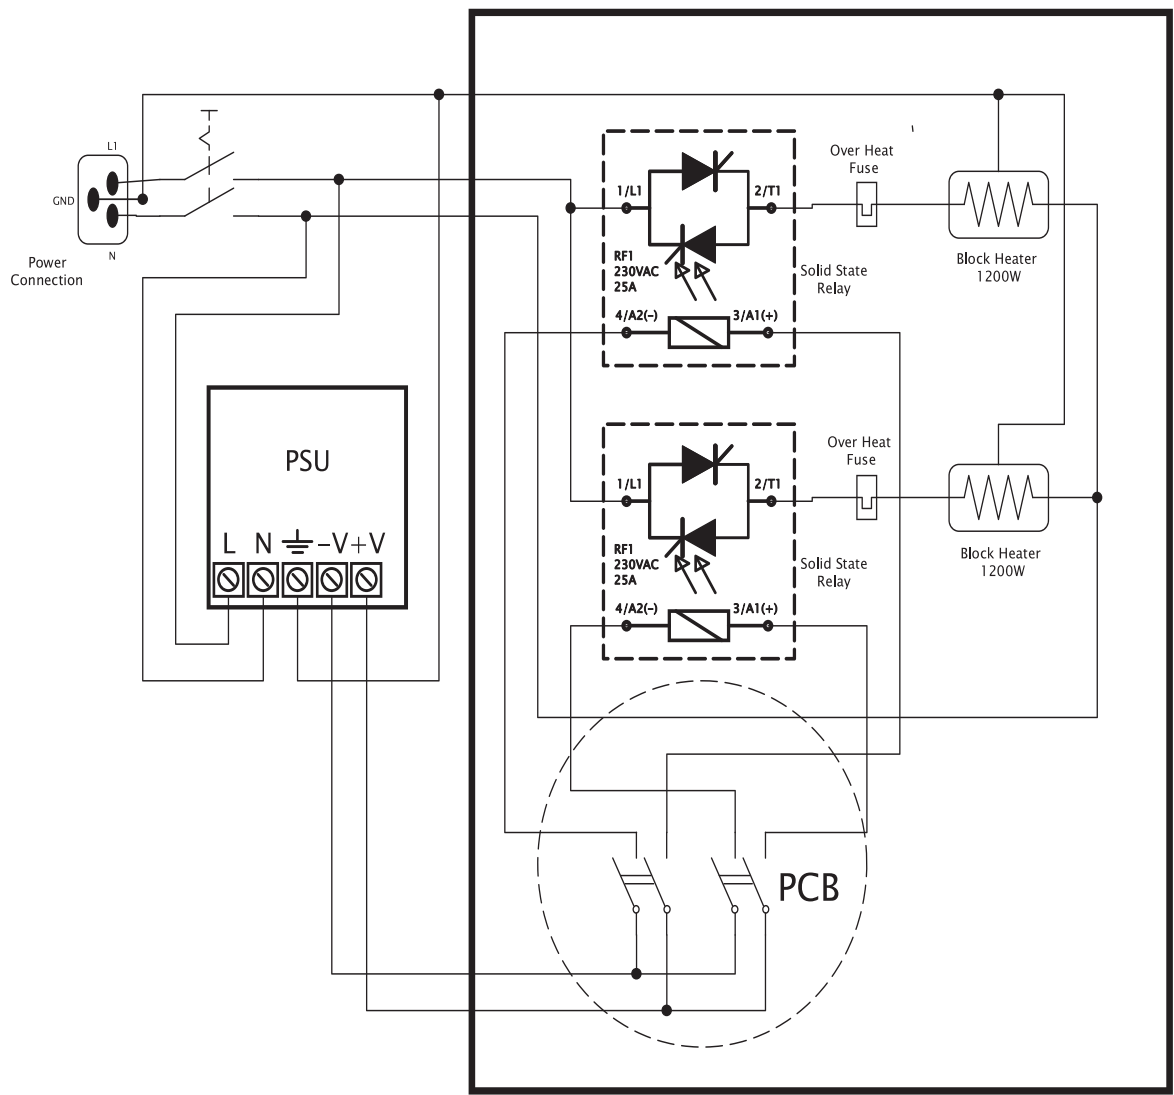 L1
GND
N
Power
Connection
PSU
L N -V +V
1/L1
2/T1
RF1
230VAC
25A
4/A2(-)
3/A1(+)
Solid State
Relay
Over Heat
Fuse
Block Heater
1200W
1/L1
2/T1
RF1
230VAC
25A
4/A2(-)
3/A1(+)
Solid State
Relay
Over Heat
Fuse
Block Heater
1200W
PCB